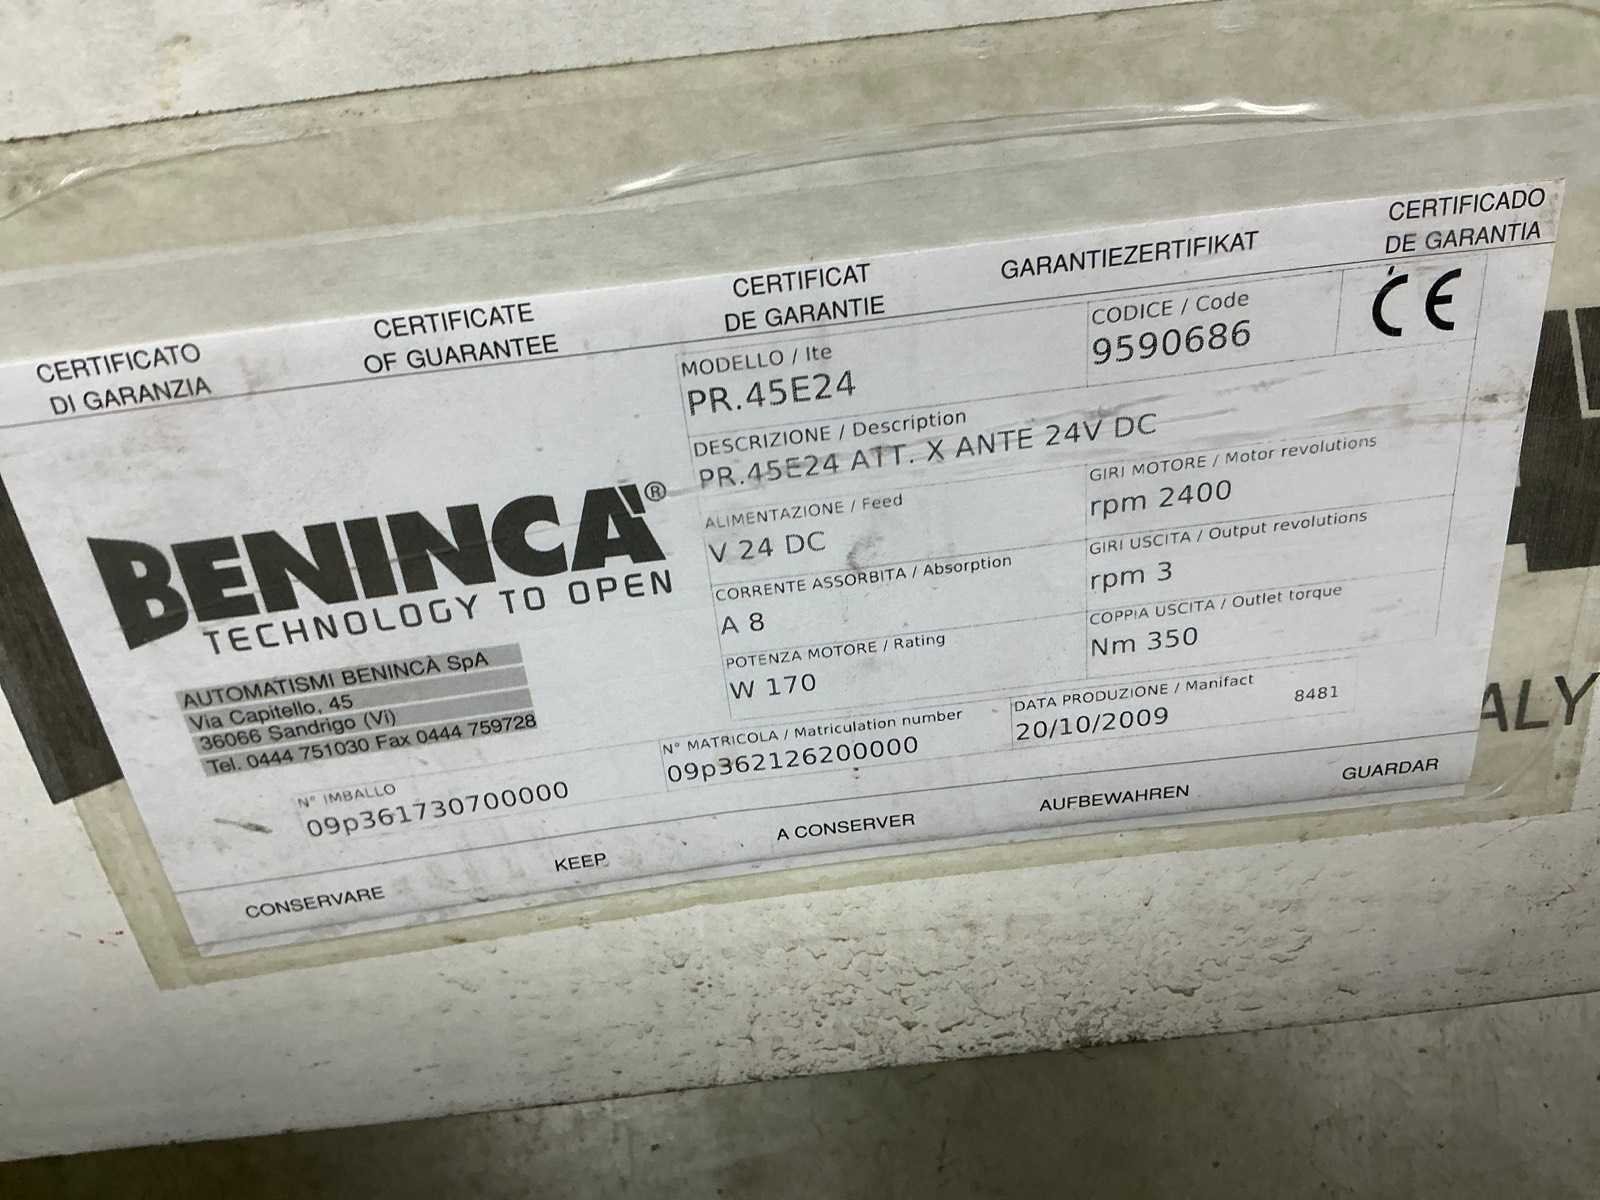 CERTIFICATO
DI GARANZIA
CERTIFICATE
OF GUARANTEE
CERTIFICAT
DE GARANTIE
GARANTIEZERTIFIKAT
CERTIFICADO
DE GARANTIA
MODELLO / Ite
PR.45E24
CODICE / Code
9590686
CE
DESCRIZIONE / Description
PR.45E24 ATT. X ANTE 24V DC
ALIMENTAZIONE / Feed
V 24 DC
GIRI MOTORE / Motor revolutions
rpm 2400
CORRENTE ASSORBITA / Absorption
A 8
GIRI USCITA / Output revolutions
rpm 3
POTENZA MOTORE / Rating
W 170
COPPIA USCITA / Outlet torque
Nm 350
BENINCÀ®
TECHNOLOGY TO OPEN
AUTOMATISMI BENINCÀ SpA
Via Capitello, 45
36066 Sandrigo (Vi)
Tel. 0444 751030 Fax 0444 759728
N° IMBALLO
09p361730700000
N° MATRICOLA / Matriculation number
09p362126200000
DATA PRODUZIONE / Manifact
20/10/2009
8481
CONSERVARE
KEEP
A CONSERVER
AUFBEWAHREN
GUARDAR
ALY